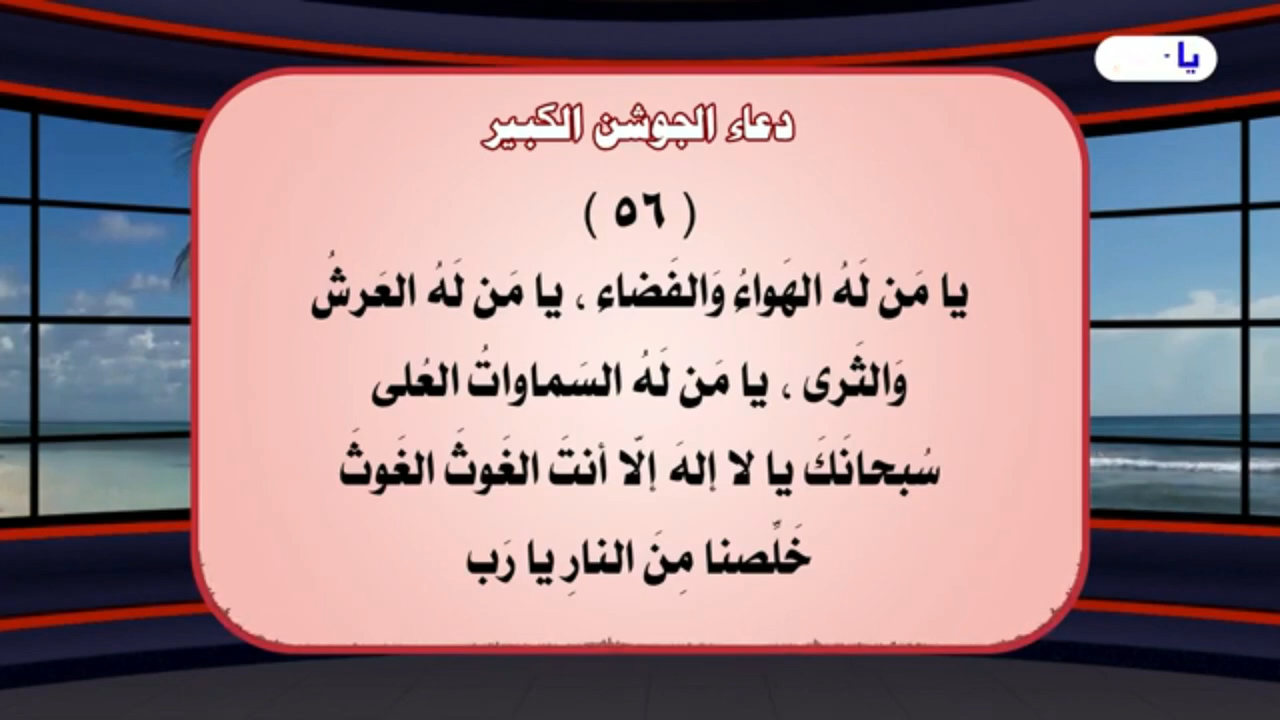 يا
دعاء الجوشن الكبير
( ٥٦ )
يا مَن لَهُ الهَواءُ وَالفَضاءِ ، يا مَن لَهُ العَرشُ
وَالثَرى ، يا مَن لَهُ السَماواتُ العُلى
سُبحانَكَ يا لا إلهَ إلّا أنتَ الغَوثَ الغَوثَ
خَلِّصنا مِنَ النارِ يا رَب